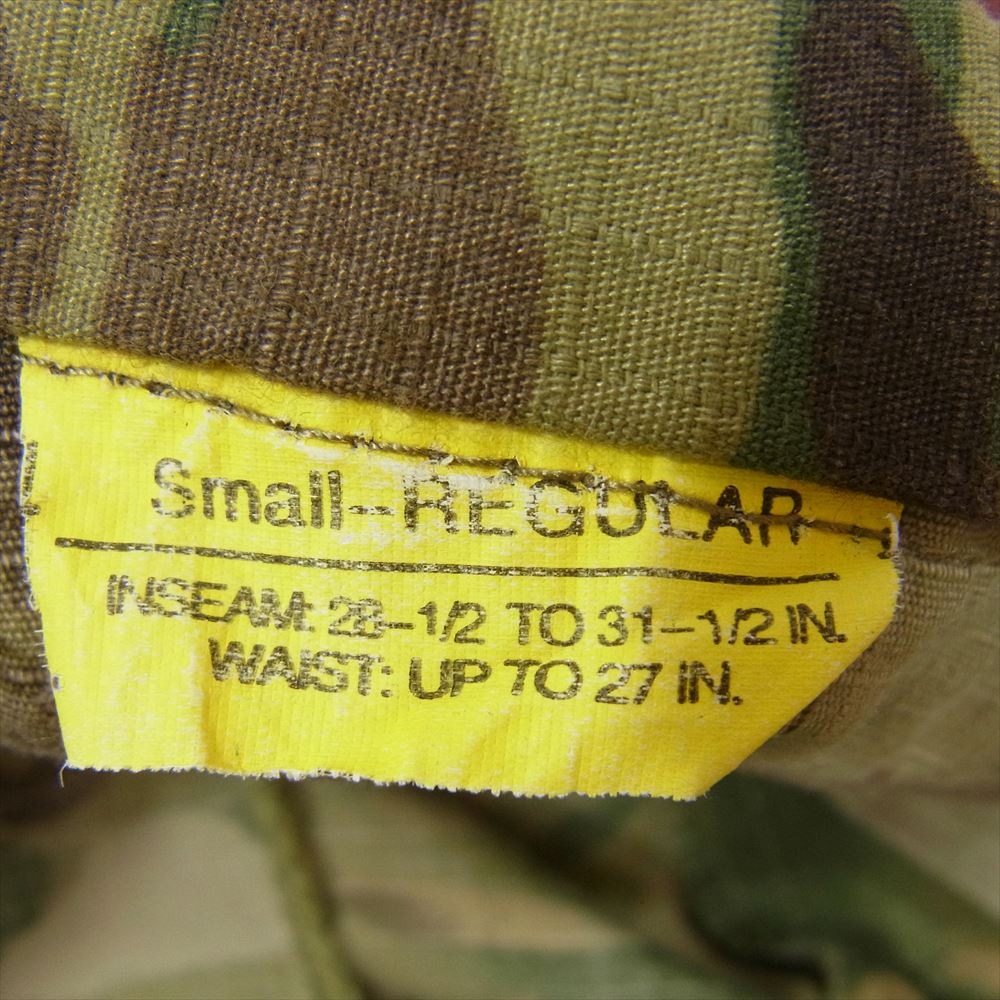 Small-REGULAR
INSEAM: 28-1/2 TO 31-1/2 IN.
WAIST: UP TO 27 IN.